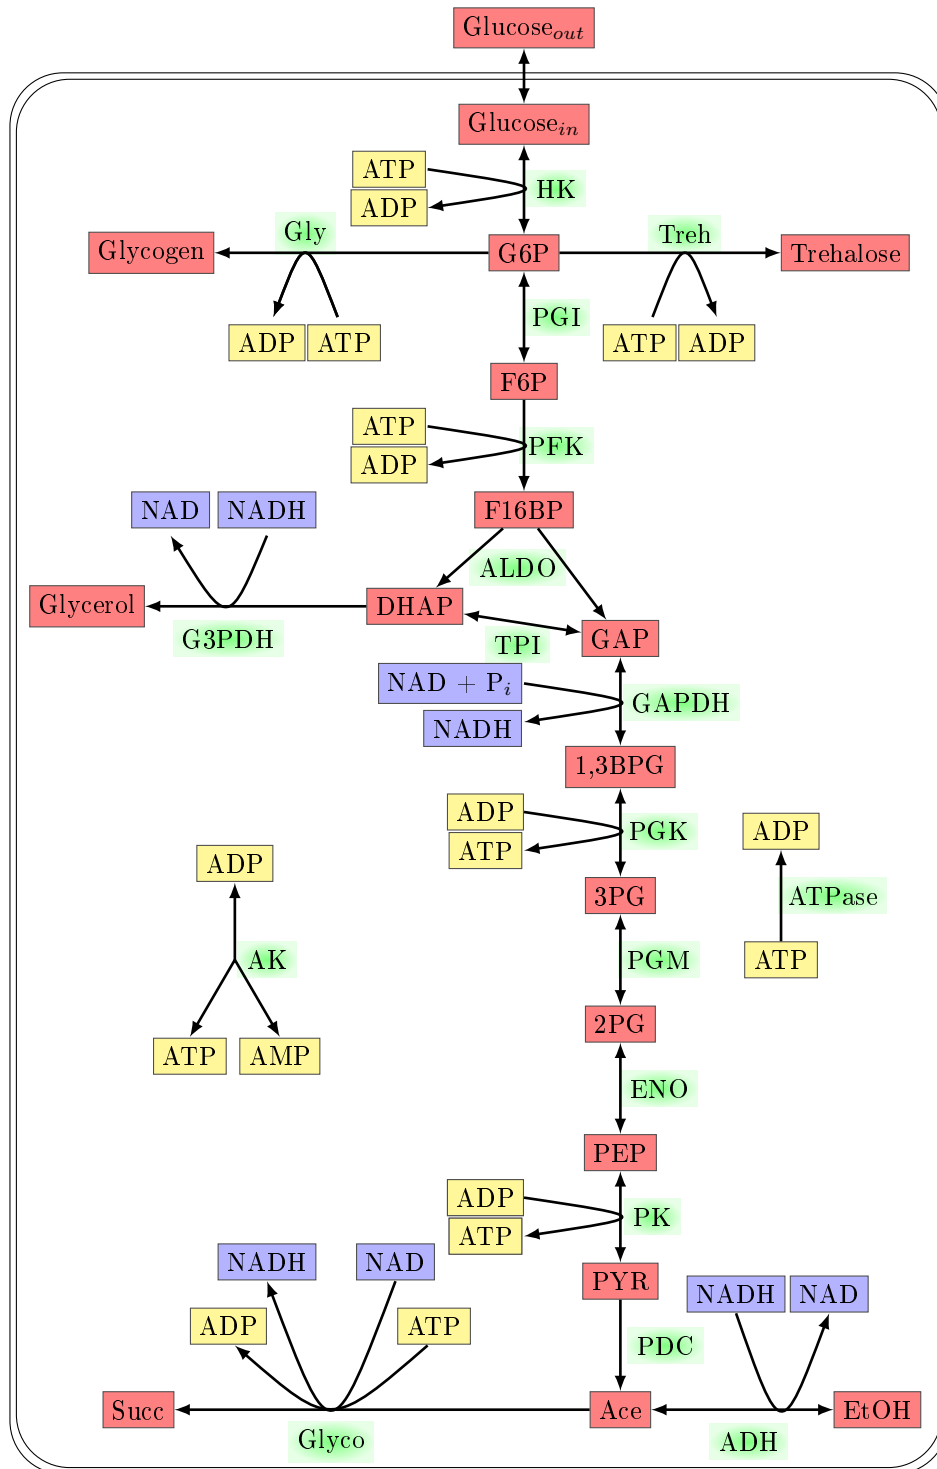 Glucose_out
Glucose_in
ATP
ADP
HK
Gly
Treh
Glycogen
G6P
Trehalose
ADP
ATP
PGI
ATP
ADP
F6P
ATP
ADP
PFK
NAD
NADH
F16BP
ALDO
Glycerol
DHAP
G3PDH
TPI
GAP
NAD + P_i
NADH
GAPDH
1,3BPG
ADP
ATP
PGK
ADP
ADP
3PG
ATPase
AK
PGM
ATP
ATP
AMP
2PG
ENO
PEP
ADP
ATP
PK
NADH
NAD
PYR
NADH
NAD
ADP
ATP
PDC
Succ
Ace
EtOH
Glyco
ADH